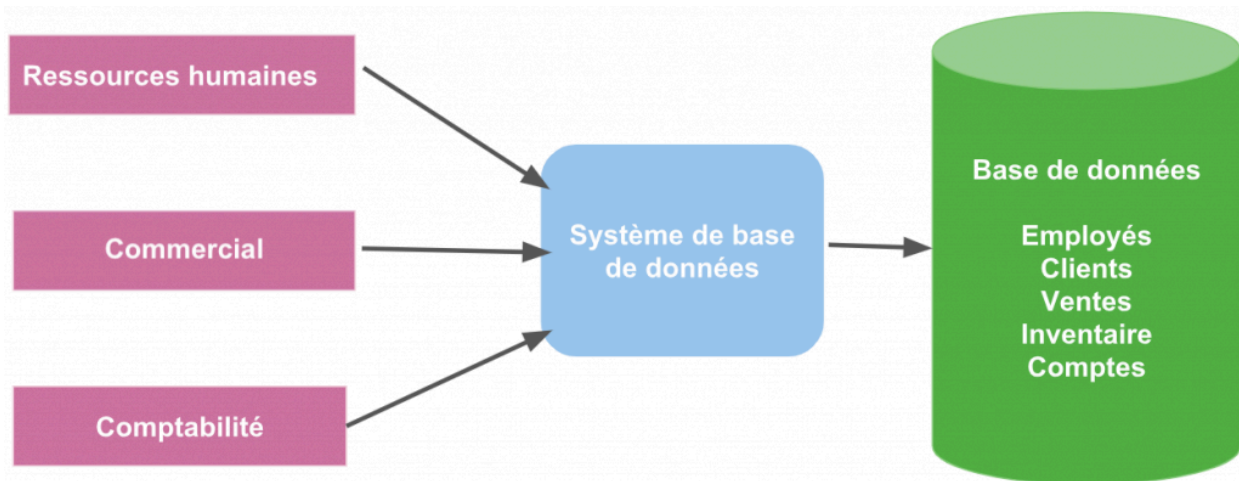 Ressources humaines
Commercial
Comptabilité
Système de base
de données
Base de données
Employés
Clients
Ventes
Inventaire
Comptes